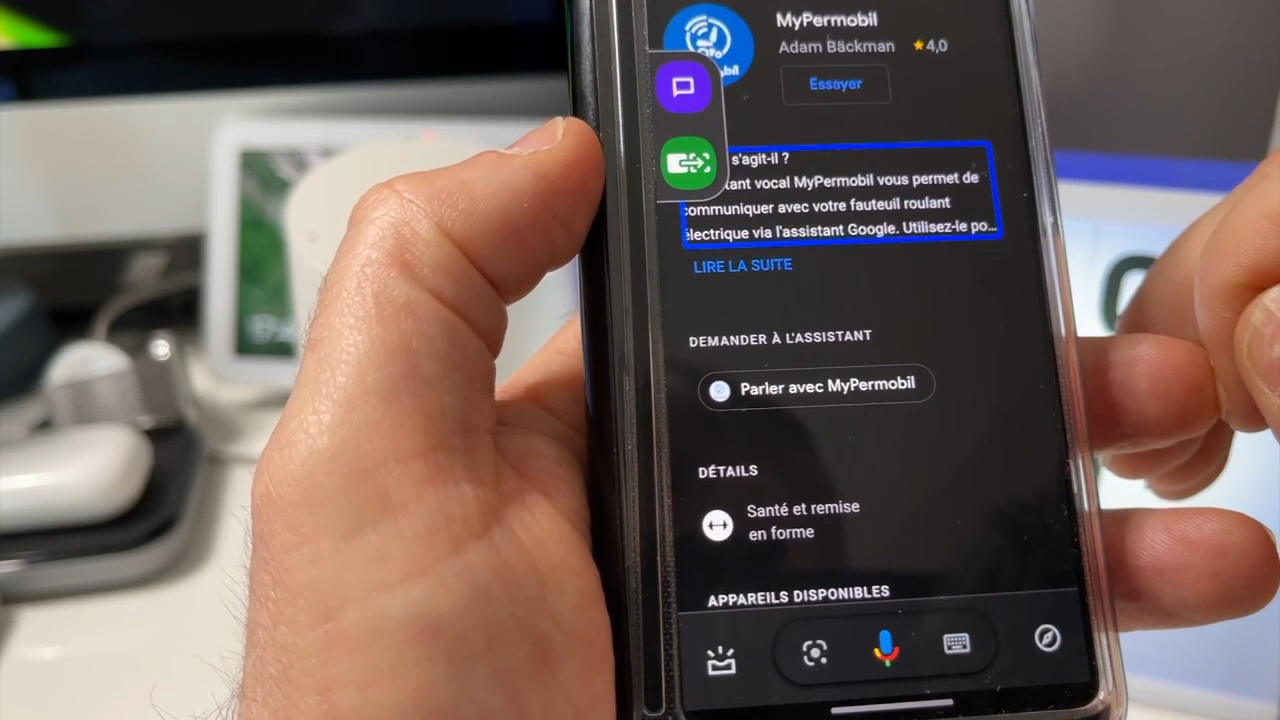 MyPermobil
Adam Bäckman ★4,0
Essayer
s'agit-il ?
tant vocal MyPermobil vous permet de
communiquer avec votre fauteuil roulant
électrique via l'assistant Google. Utilisez-le po...
LIRE LA SUITE
DEMANDER À L'ASSISTANT
Parler avec MyPermobil
DÉTAILS
Santé et remise
en forme
APPAREILS DISPONIBLES